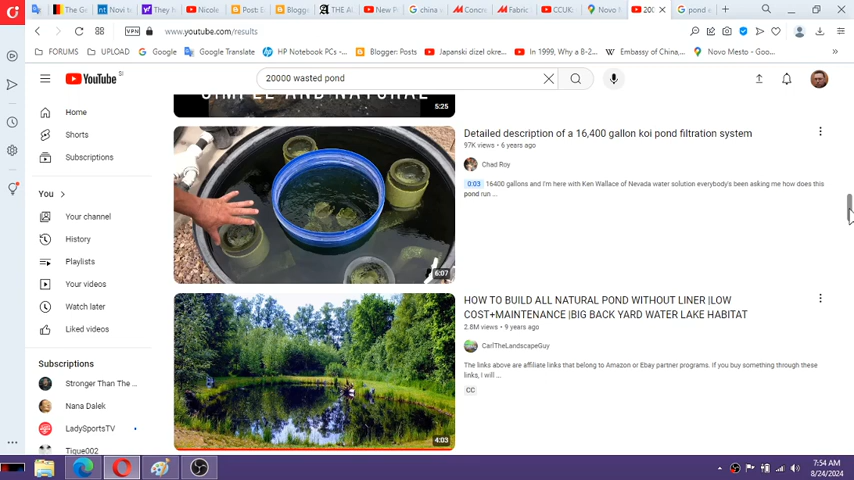 The G
Novi t
They h
Nicole
Post: E
Blogge
THE Al
New P
china v
Concre
Fabric
CCUK:
Novo M
200
pond a
VPN
www.youtube.com/results
FORUMS
UPLOAD
Google
Google Translate
HP Notebook PCs...
Blogger: Posts
Japanski dizel okre...
In 1999, Why a B-2...
Embassy of China,...
Novo Mesto - Goo...
YouTube
SI
20000 wasted pond
Home
Shorts
Subscriptions
You
Your channel
History
Playlists
Your videos
Watch later
Liked videos
Subscriptions
Stronger Than The ...
Nana Dalek
LadySportsTV
Tique002
SIMPLE AND NATURAL
5:25
6:07
Detailed description of a 16,400 gallon koi pond filtration system
97K views • 6 years ago
Chad Roy
0:03 16400 gallons and I'm here with Ken Wallace of Nevada water solution everybody's been asking me how does this
pond run ...
4:03
HOW TO BUILD ALL NATURAL POND WITHOUT LINER |LOW
COST+MAINTENANCE |BIG BACK YARD WATER LAKE HABITAT
2.8M views • 9 years ago
CarlTheLandscapeGuy
The links above are affiliate links that belong to Amazon or Ebay partner programs. If you buy something through these
links, I will ...
CC
7:54 AM
8/24/2024